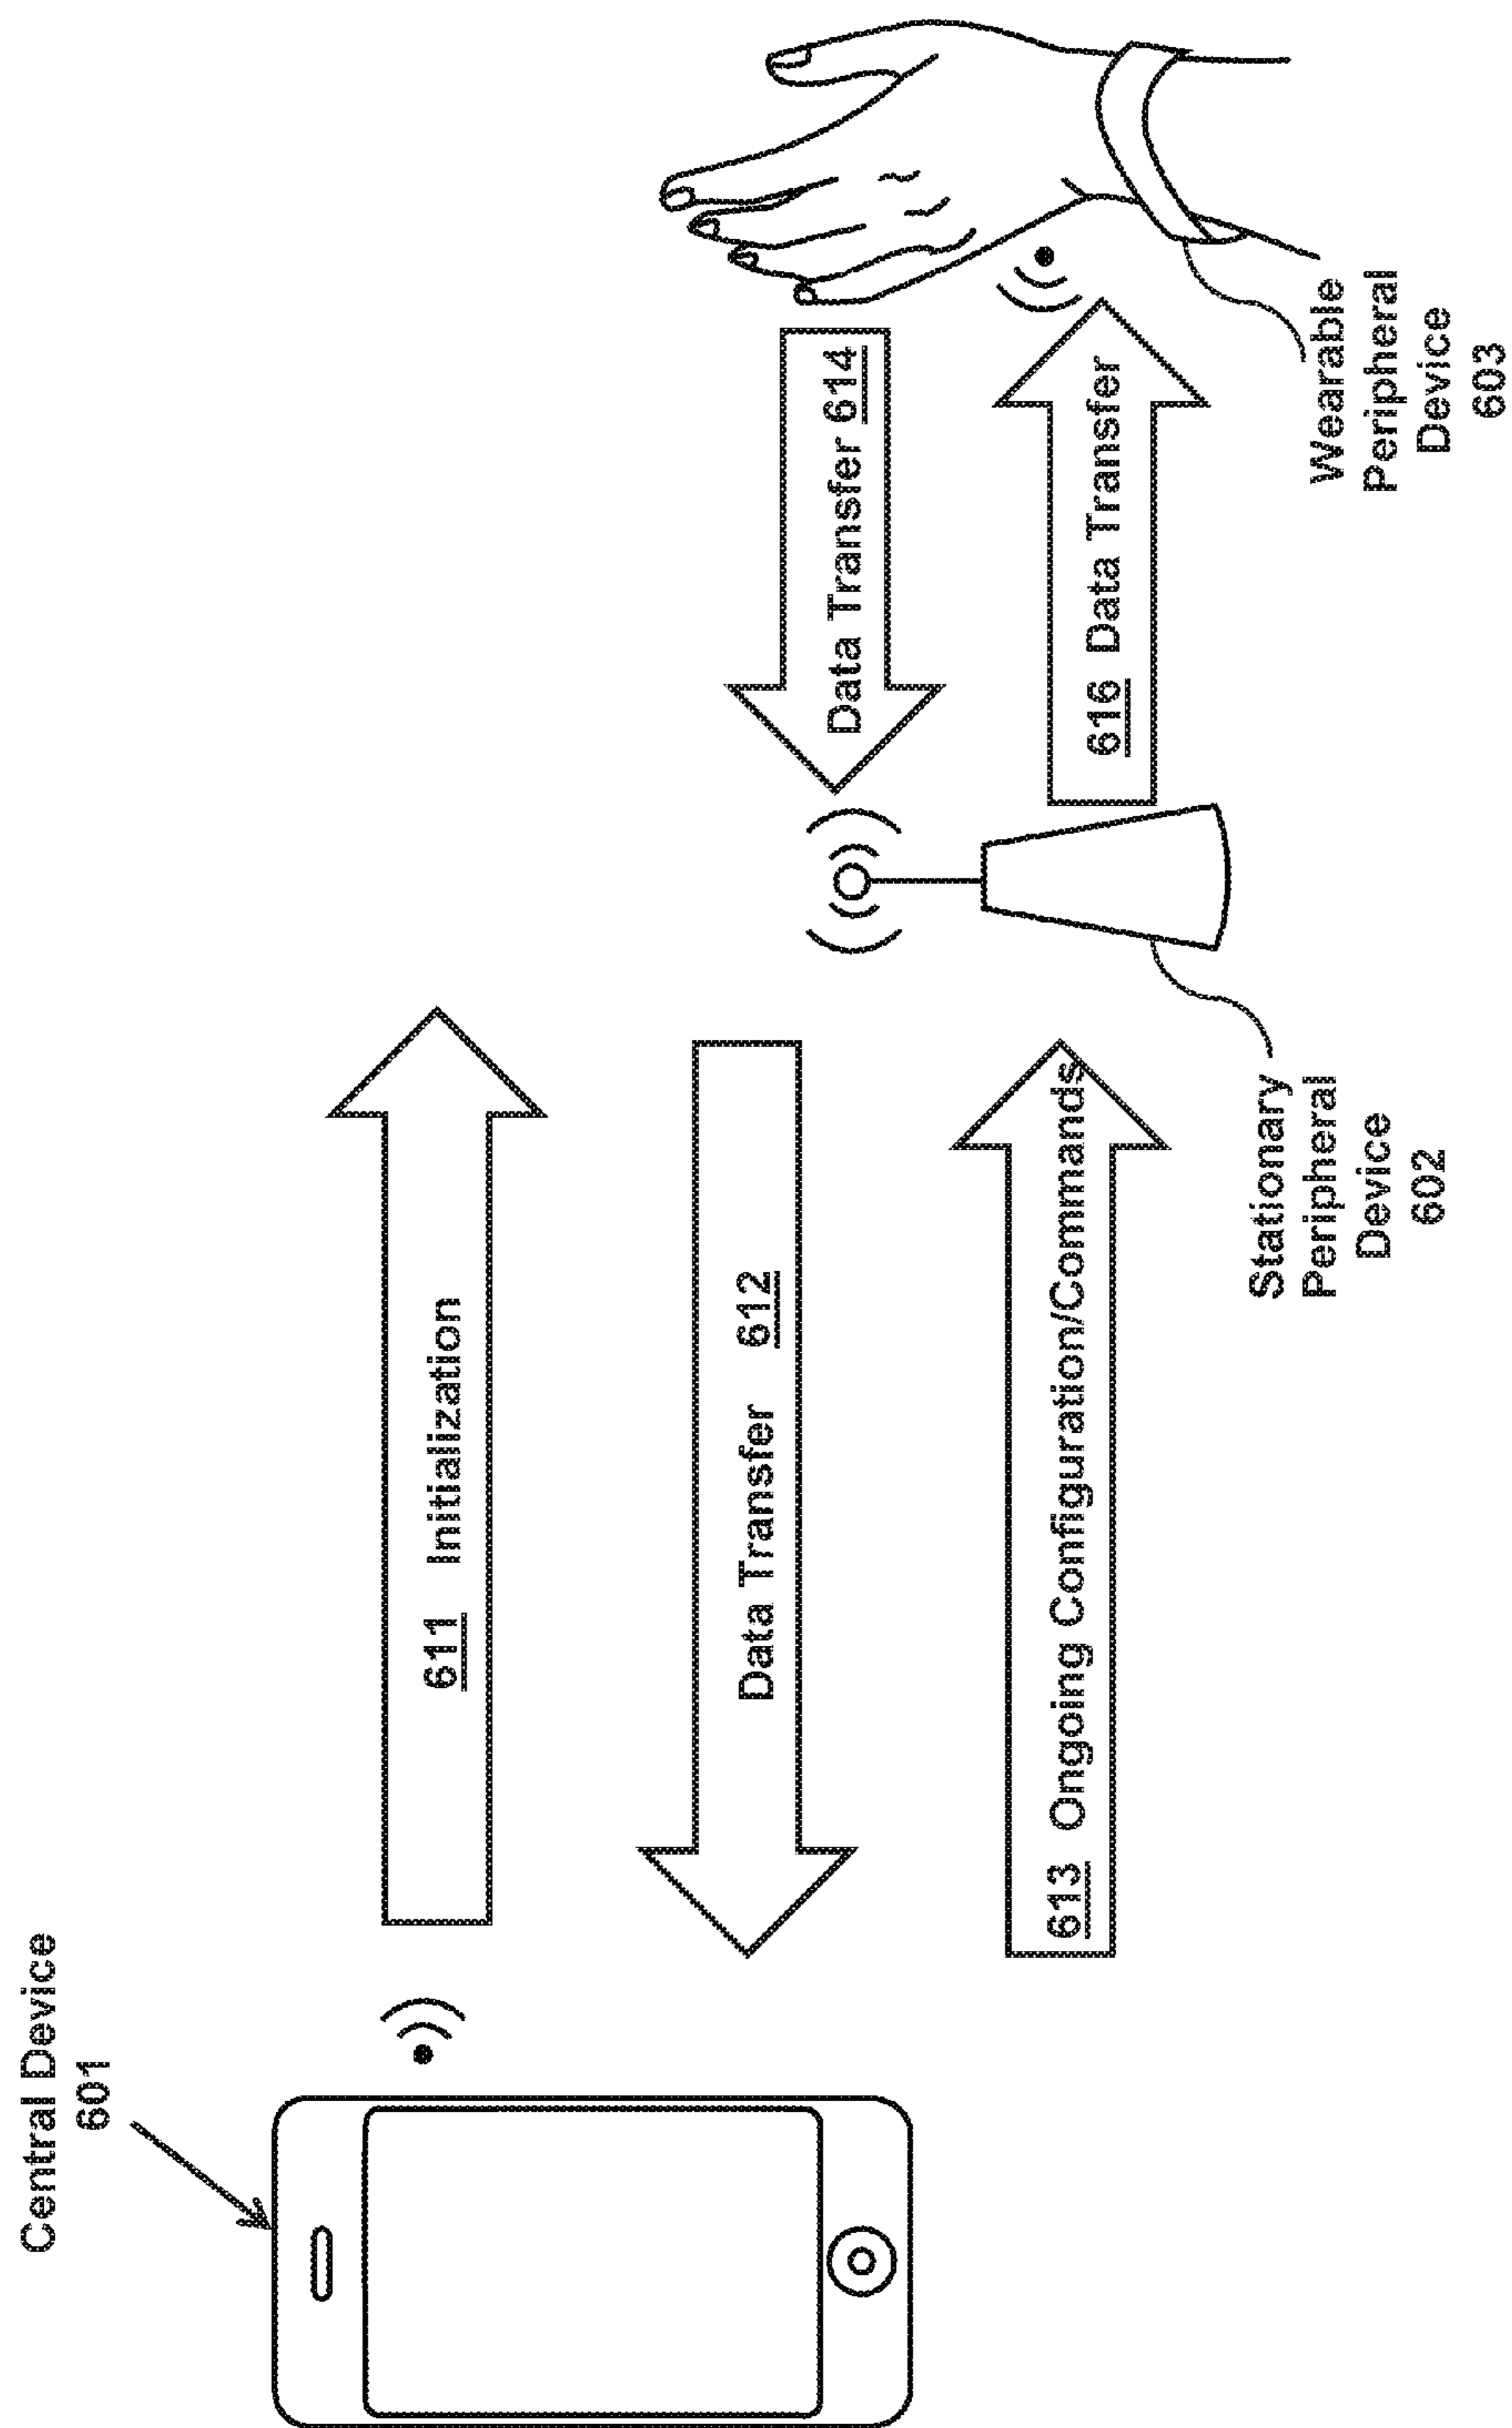 Central Device
601
611 Initialization
Data Transfer 612
613 Ongoing Configuration/Commands
Data Transfer 614
616 Data Transfer
Stationary
Peripheral
Device
602
Wearable
Peripheral
Device
603